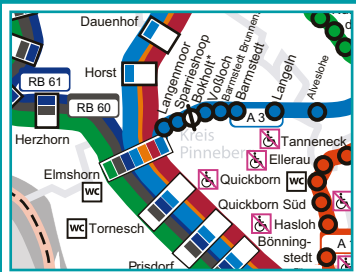 Dauenhof
Horst
RB 61
RB 60
Herzhorn
Langenmoor
Sparrieshoop
Bokholt*
Voßloch
Barmstedt Brunnen
Barmstedt
Langeln
Alveslohe
A 3
Kreis
Pinneberg
Elmshorn
WC
Tornesch
WC
Prisdorf
Tanneneck
Ellerau
Quickborn
WC
Quickborn Süd
Hasloh
Bönning-
stedt
A